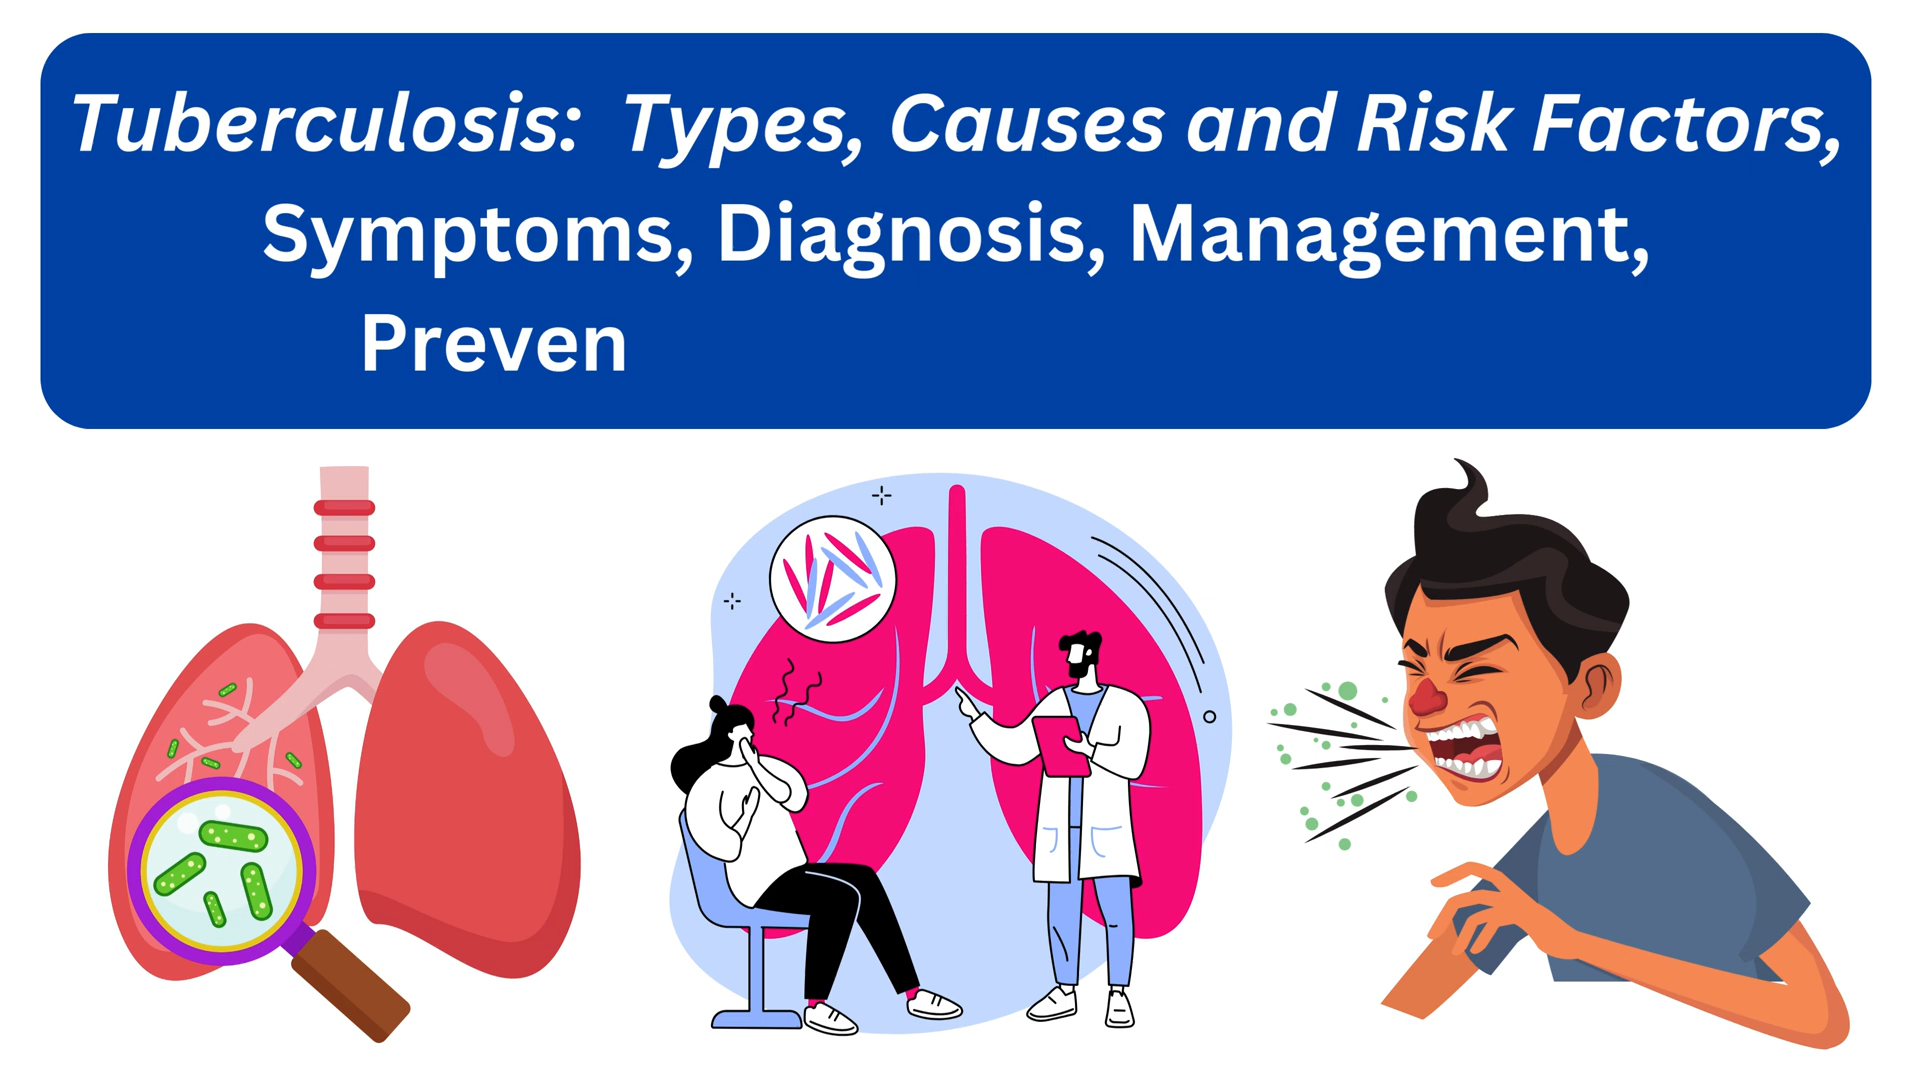 Tuberculosis: Types, Causes and Risk Factors,
Symptoms, Diagnosis, Management,
Preven